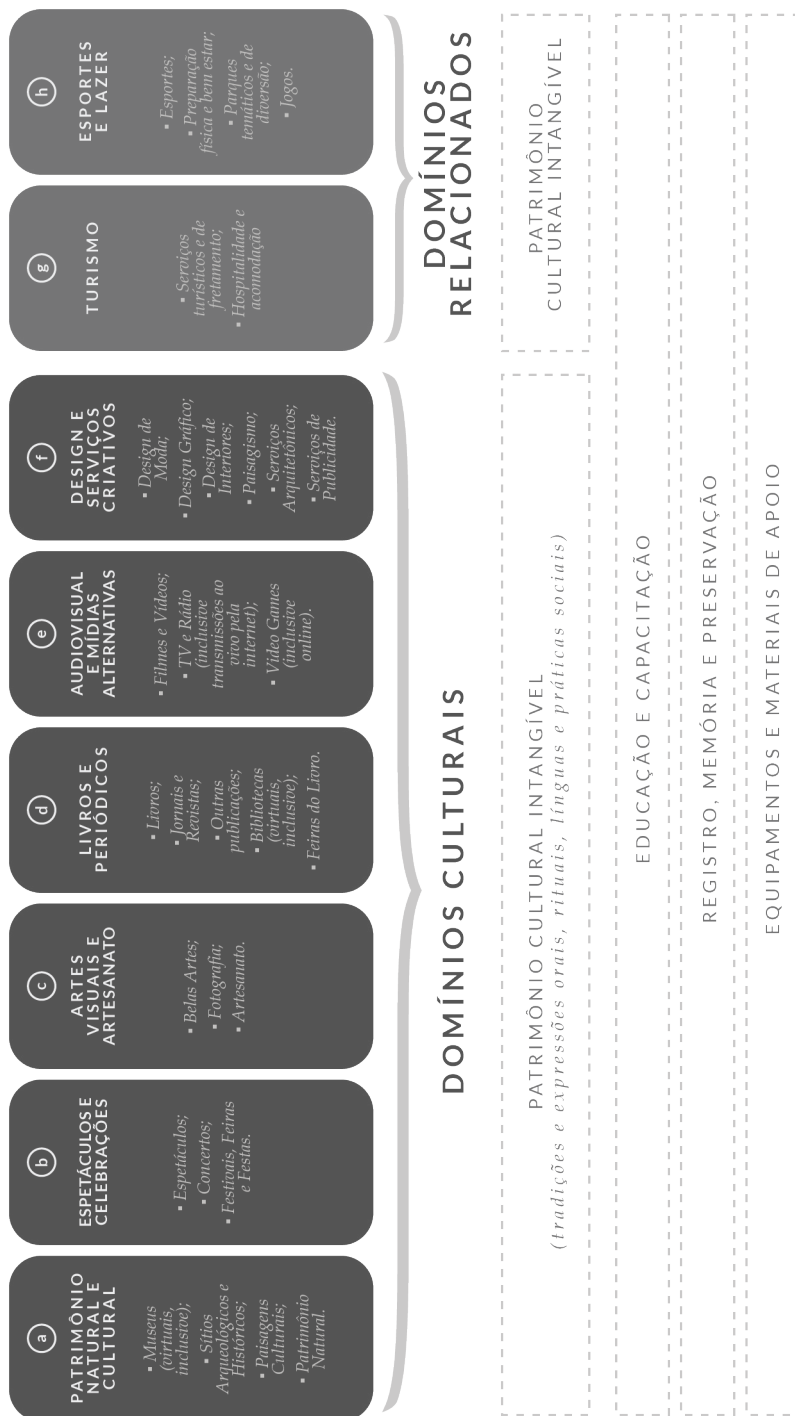 a
PATRIMÔNIO
NATURAL E
CULTURAL
▪ Museus
(virtuais,
inclusive);
▪ Sítios
Arqueológicos e
Históricos;
▪ Paisagens
Culturais;
▪ Patrimônio
Natural.
b
ESPETÁCULOS E
CELEBRAÇÕES
▪ Espetáculos;
▪ Concertos;
▪ Festivais, Feiras
e Festas.
c
ARTES
VISUAIS E
ARTESANATO
▪ Belas Artes;
▪ Fotografia;
▪ Artesanato.
d
LIVROS E
PERIÓDICOS
▪ Livros;
▪ Jornais e
Revistas;
▪ Outras
publicações;
▪ Bibliotecas
(virtuais,
inclusive);
▪ Feiras do Livro.
e
AUDIOVISUAL
E MÍDIAS
ALTERNATIVAS
▪ Filmes e Vídeos;
▪ TV e Rádio
(inclusive
transmissões ao
vivo pela
internet);
▪ Video Games
(inclusive
online).
f
DESIGN E
SERVIÇOS
CRIATIVOS
▪ Design de
Moda;
▪ Design Gráfico;
▪ Design de
Interiores;
▪ Paisagismo;
▪ Serviços
Arquitetônicos;
▪ Serviços de
Publicidade.
g
TURISMO
▪ Serviços
turísticos e de
fretamento;
▪ Hospitalidade e
acomodação
h
ESPORTES
E LAZER
▪ Esportes;
▪ Preparação
física e bem estar;
▪ Parques
temáticos e de
diversão;
▪ Jogos.
DOMÍNIOS CULTURAIS
DOMÍNIOS
RELACIONADOS
PATRIMÔNIO CULTURAL INTANGÍVEL
(tradições e expressões orais, rituais, línguas e práticas sociais)
PATRIMÔNIO
CULTURAL INTANGÍVEL
EDUCAÇÃO E CAPACITAÇÃO
REGISTRO, MEMÓRIA E PRESERVAÇÃO
EQUIPAMENTOS E MATERIAIS DE APOIO